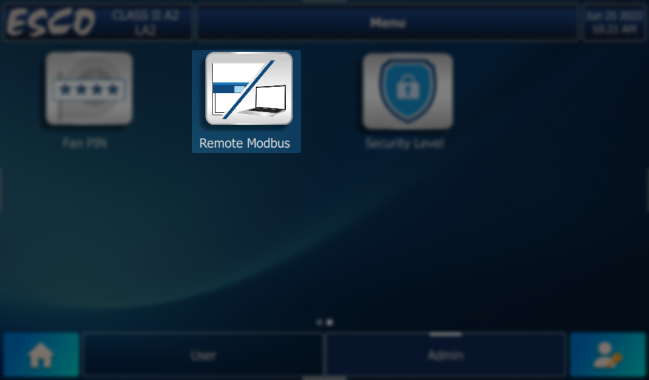 ESCO
CLASS II A2
LA2
Menu
Jun 25 2022
10:21 AM
****
Fan PIN
Remote Modbus
Security Level
User
Admin